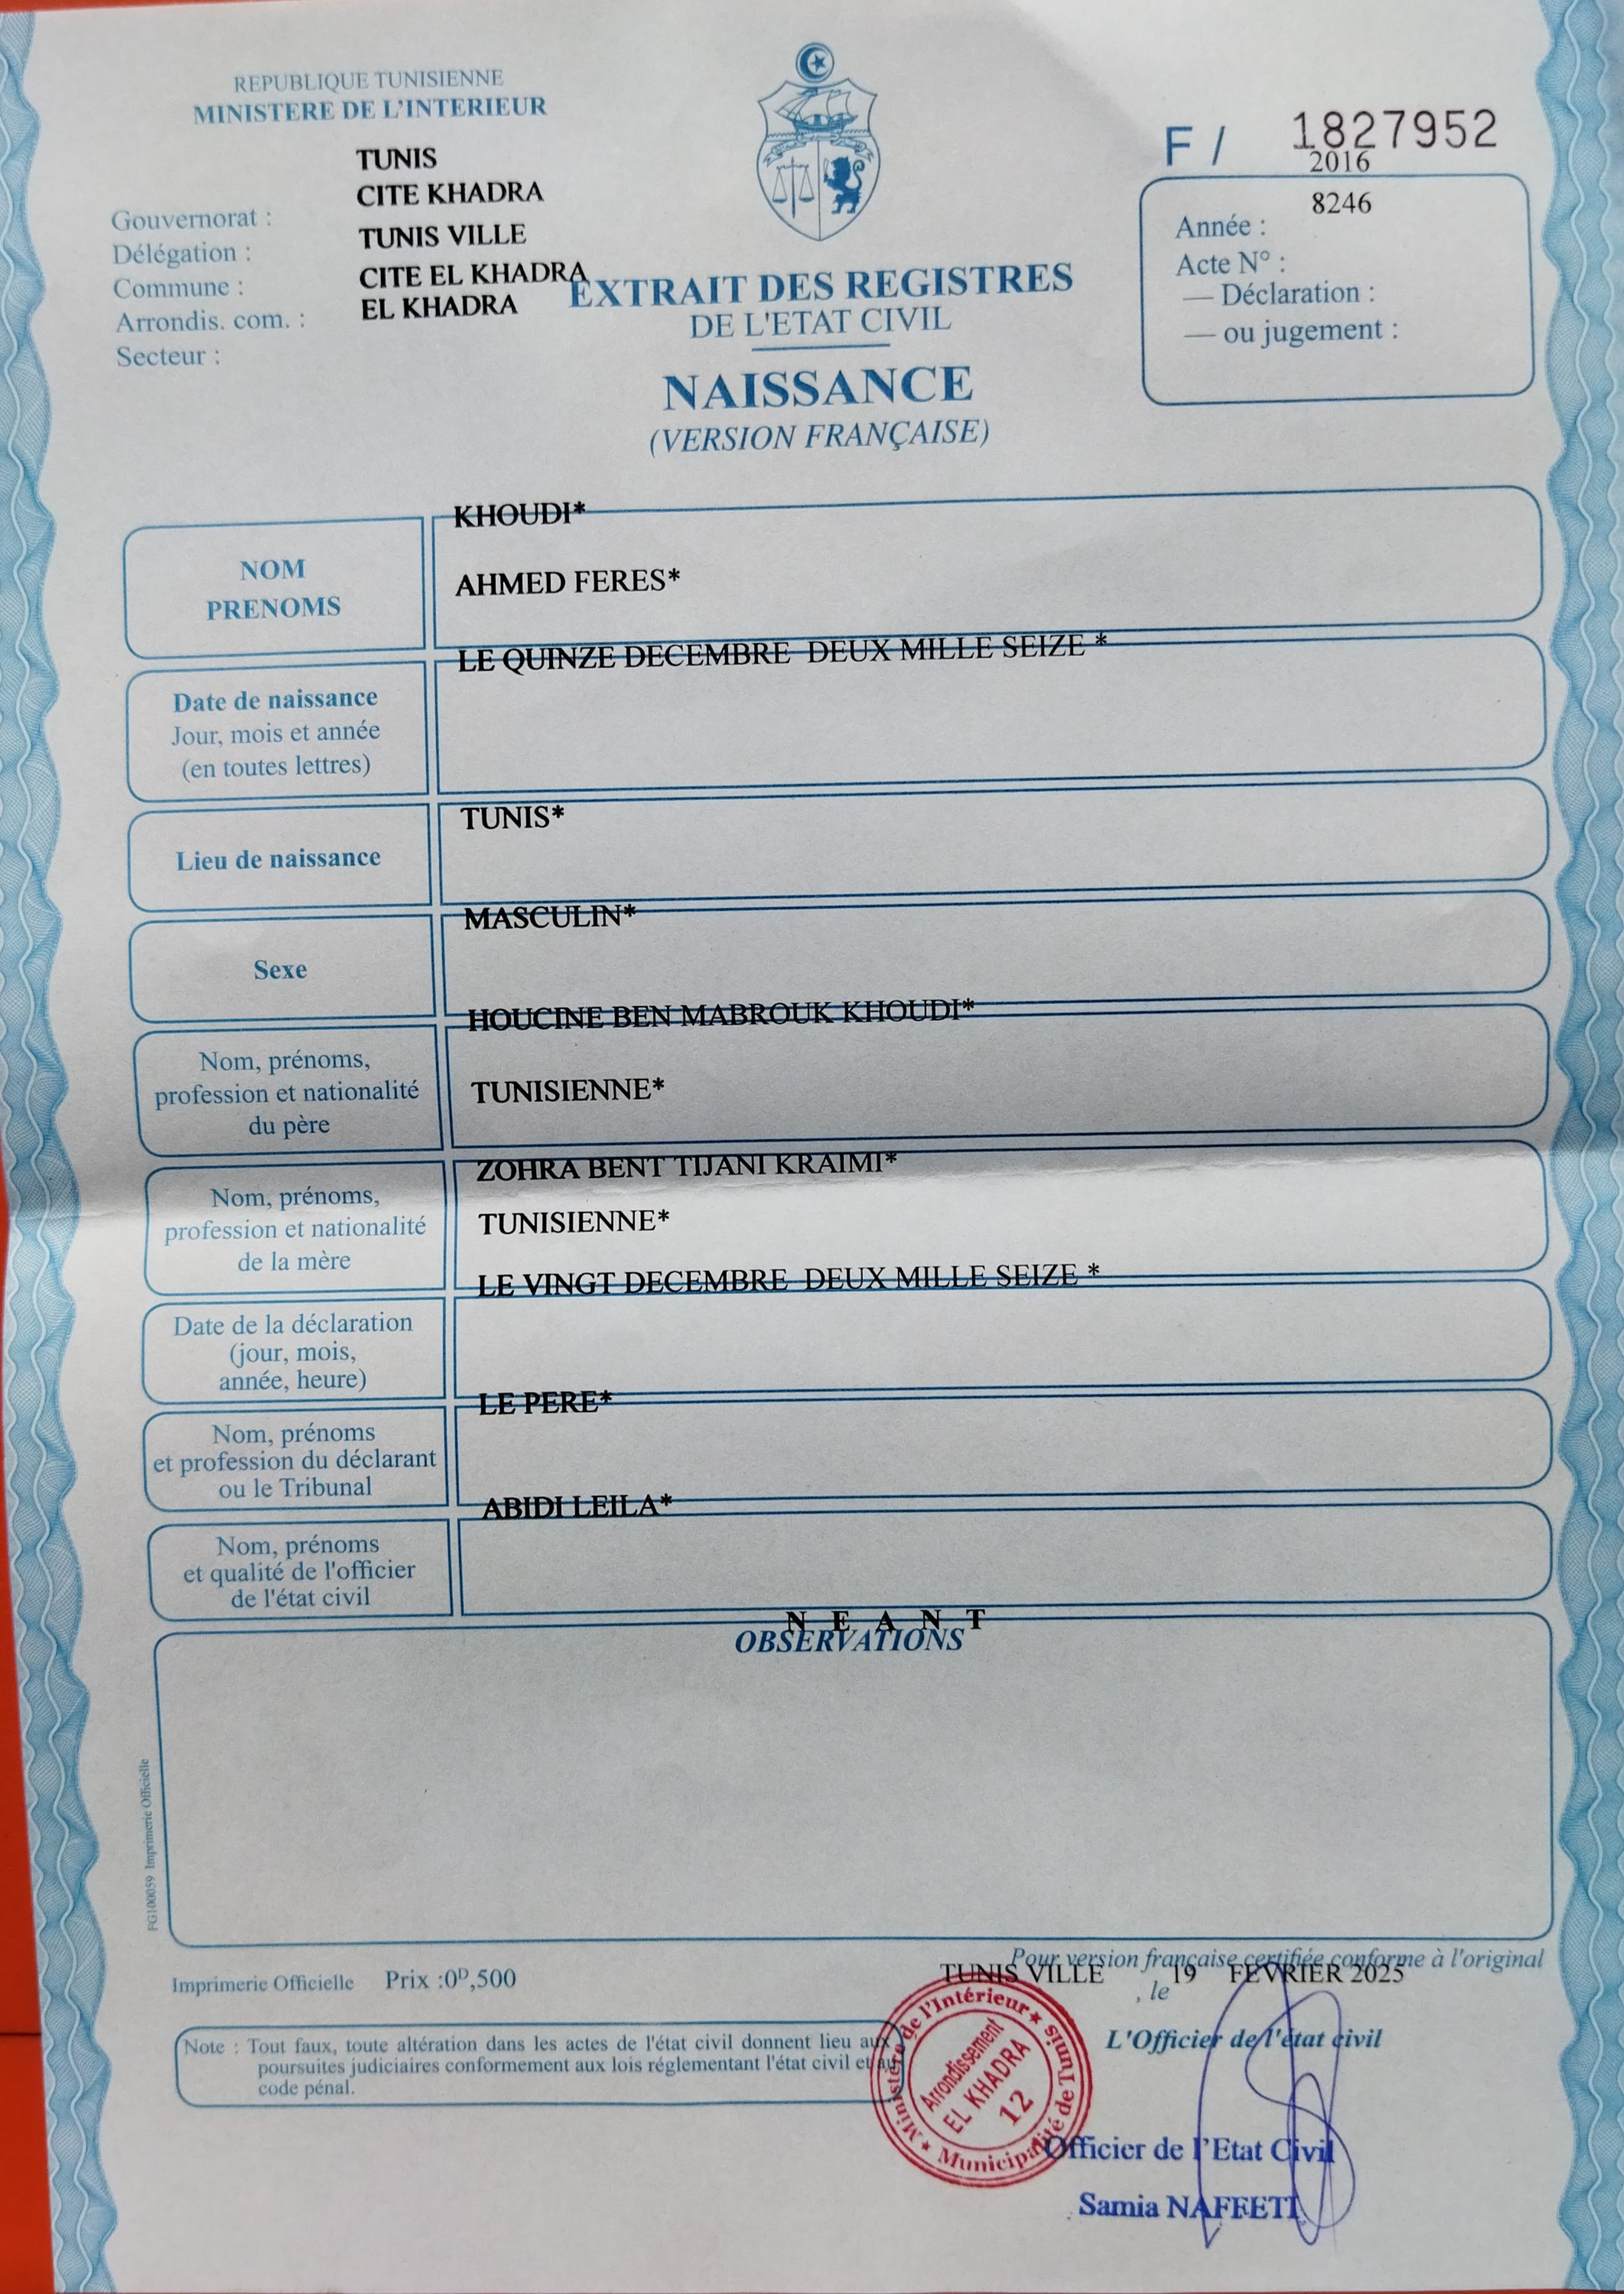 REPUBLIQUE TUNISIENNE
MINISTERE DE L'INTERIEUR
TUNIS
CITE KHADRA
Gouvernorat :
TUNIS VILLE
Délégation :
CITE EL KHADRA
Commune :
EL KHADRA
Arrondis. com. :
Secteur :
EXTRAIT DES REGISTRES
DE L'ETAT CIVIL
NAISSANCE
(VERSION FRANÇAISE)
F / 1827952
2016
8246
Année :
Acte N° :
— Déclaration :
— ou jugement :
KHOUDI*
NOM
PRENOMS
AHMED FERES*
LE QUINZE DECEMBRE DEUX MILLE SEIZE *
Date de naissance
Jour, mois et année
(en toutes lettres)
TUNIS*
Lieu de naissance
MASCULIN*
Sexe
HOUCINE BEN MABROUK KHOUDI*
Nom, prénoms,
profession et nationalité
du père
TUNISIENNE*
ZOHRA BENT TIJANI KRAIMI*
Nom, prénoms,
profession et nationalité
de la mère
TUNISIENNE*
LE VINGT DECEMBRE DEUX MILLE SEIZE *
Date de la déclaration
(jour, mois,
année, heure)
LE PERE*
Nom, prénoms
et profession du déclarant
ou le Tribunal
ABIDI LEILA*
Nom, prénoms
et qualité de l'officier
de l'état civil
N E A N T
OBSERVATIONS
FG100059 Imprimerie Officielle
Pour version française certifiée conforme à l'original
TUNIS VILLE 19 FEVRIER 2025
, le
Imprimerie Officielle Prix :0ᴰ,500
L'Officier de l'état civil
Note : Tout faux, toute altération dans les actes de l'état civil donnent lieu aux
poursuites judiciaires conformement aux lois réglementant l'état civil et au
code pénal.
Ministère de l'Intérieur ★ Municipalité de Tunis ★
Arrondissement
EL KHADRA
12
Officier de l'Etat Civil
Samia NAFFETI